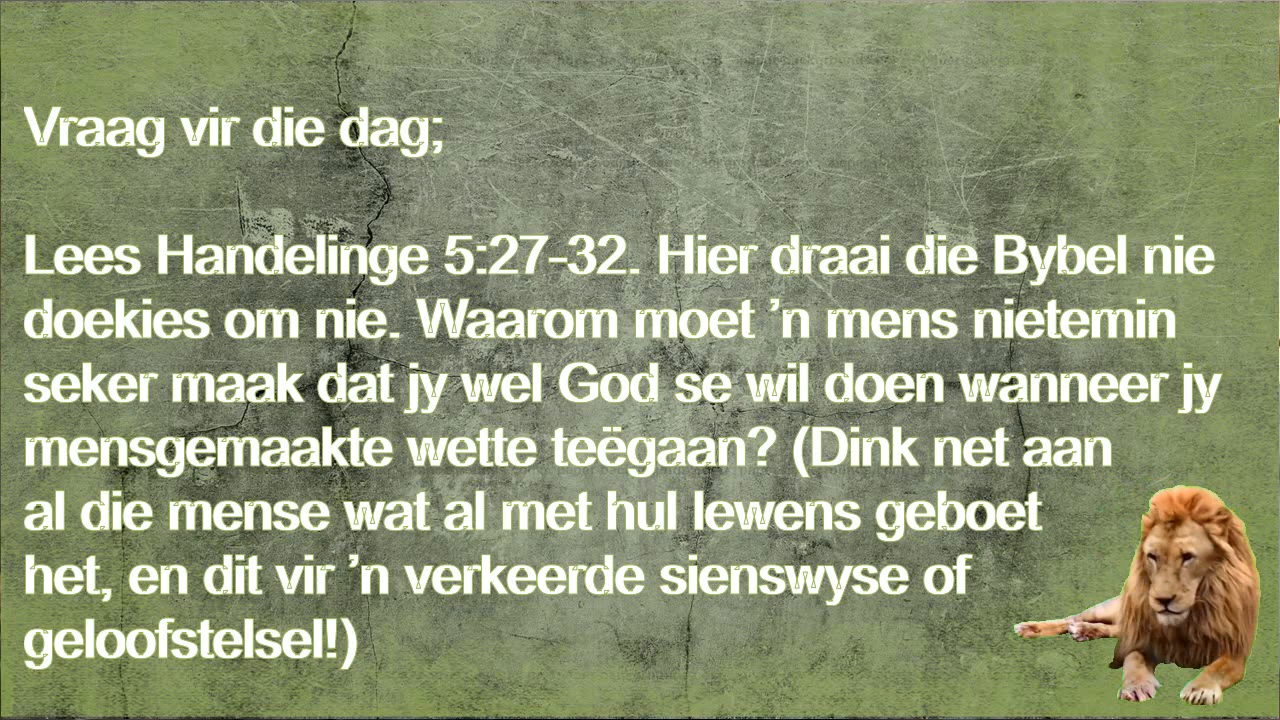 Vraag vir die dag;
Lees Handelinge 5:27-32. Hier draai die Bybel nie
doekies om nie. Waarom moet ’n mens nietemin
seker maak dat jy wel God se wil doen wanneer jy
mensgemaakte wette teëgaan? (Dink net aan
al die mense wat al met hul lewens geboet
het, en dit vir ’n verkeerde sienswyse of
geloofstelsel!)